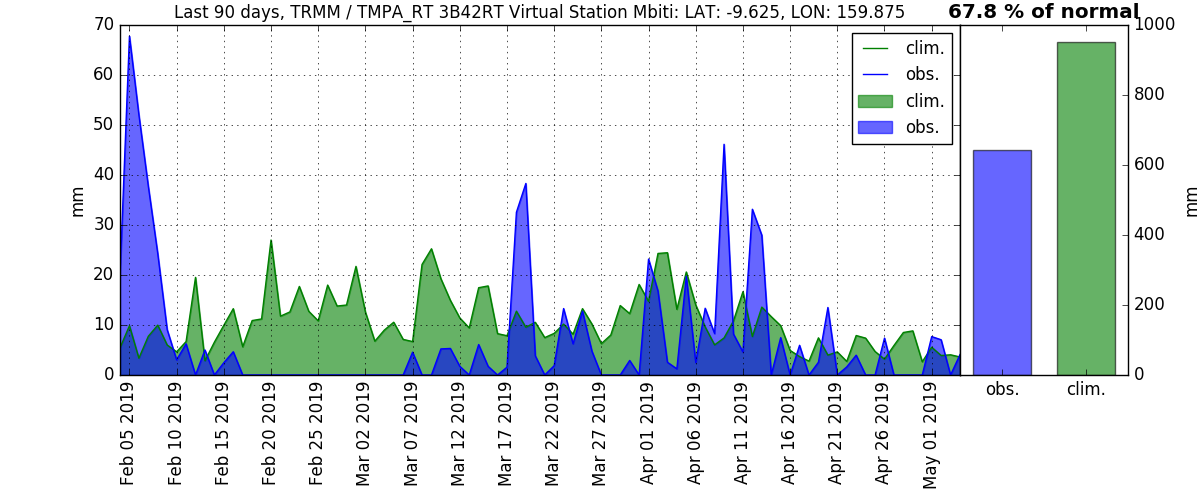 Last 90 days, TRMM / TMPA_RT 3B42RT Virtual Station Mbiti: LAT: -9.625, LON: 159.875
67.8 % of normal
mm
70
60
50
40
30
20
10
0
clim.
obs.
clim.
obs.
Feb 05 2019
Feb 10 2019
Feb 15 2019
Feb 20 2019
Feb 25 2019
Mar 02 2019
Mar 07 2019
Mar 12 2019
Mar 17 2019
Mar 22 2019
Mar 27 2019
Apr 01 2019
Apr 06 2019
Apr 11 2019
Apr 16 2019
Apr 21 2019
Apr 26 2019
May 01 2019
1000
800
600
400
200
0
mm
obs.
clim.